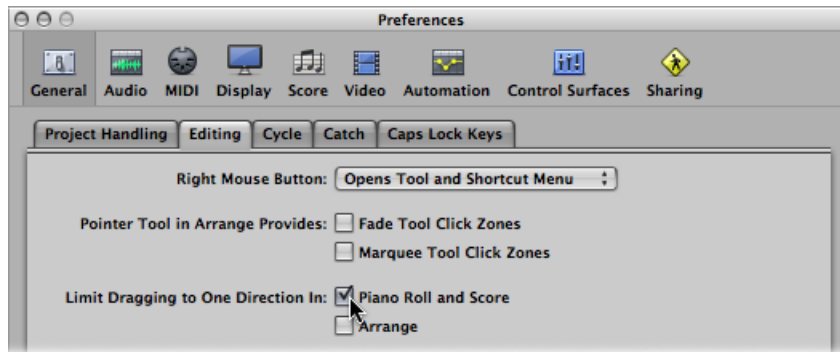 Preferences
General Audio MIDI Display Score Video Automation Control Surfaces Sharing
Project Handling Editing Cycle Catch Caps Lock Keys
Right Mouse Button: Opens Tool and Shortcut Menu
Pointer Tool in Arrange Provides: Fade Tool Click Zones
Marquee Tool Click Zones
Limit Dragging to One Direction In: Piano Roll and Score
Arrange